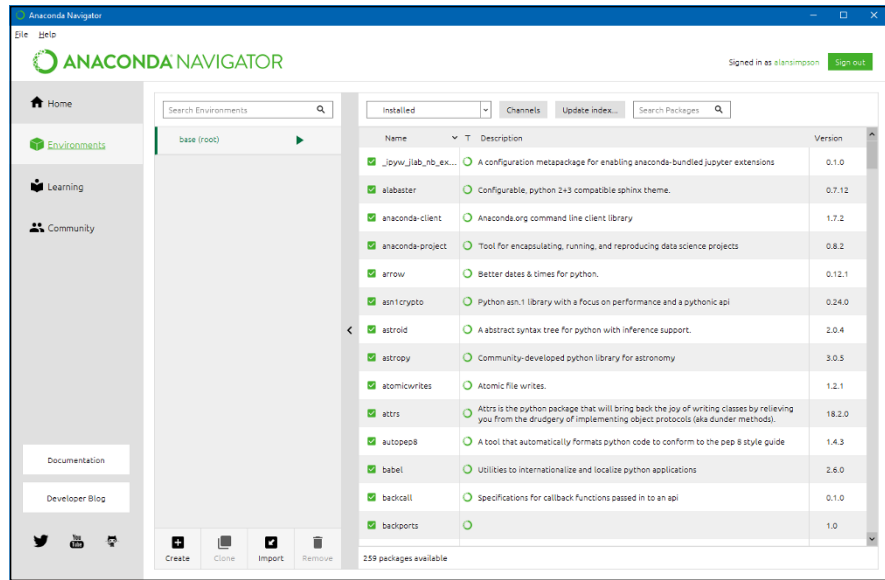 Anaconda Navigator
File Help
ANACONDA NAVIGATOR
Signed in as alansimpson Sign out
Home
Environments
Learning
Community
Documentation
Developer Blog
You Tube
Search Environments
base (root)
Create Clone Import Remove
Installed Channels Update index... Search Packages
Name T Description Version
_ipyw_jlab_nb_ex... A configuration metapackage for enabling anaconda-bundled jupyter extensions 0.1.0
alabaster Configurable, python 2+3 compatible sphinx theme. 0.7.12
anaconda-client Anaconda.org command line client library 1.7.2
anaconda-project Tool for encapsulating, running, and reproducing data science projects 0.8.2
arrow Better dates & times for python. 0.12.1
asn1crypto Python asn.1 library with a focus on performance and a pythonic api 0.24.0
astroid A abstract syntax tree for python with inference support. 2.0.4
astropy Community-developed python library for astronomy 3.0.5
atomicwrites Atomic file writes. 1.2.1
attrs Attrs is the python package that will bring back the joy of writing classes by relieving
you from the drudgery of implementing object protocols (aka dunder methods). 18.2.0
autopep8 A tool that automatically formats python code to conform to the pep 8 style guide 1.4.3
babel Utilities to internationalize and localize python applications 2.6.0
backcall Specifications for callback functions passed in to an api 0.1.0
backports 1.0
259 packages available